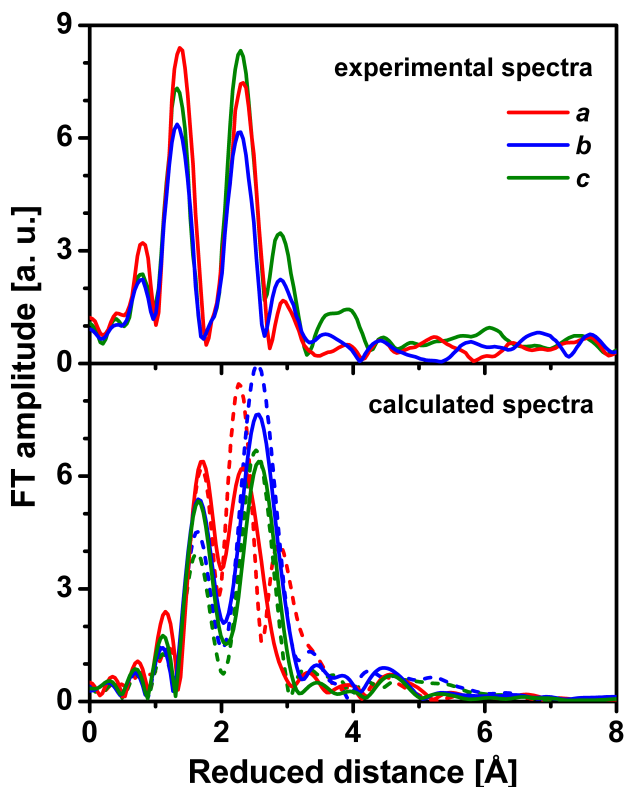 9
experimental spectra
a
6
b
c
3
0
calculated spectra
6
3
0
0 2 4 6 8
Reduced distance [Å]
FT amplitude [a. u.]